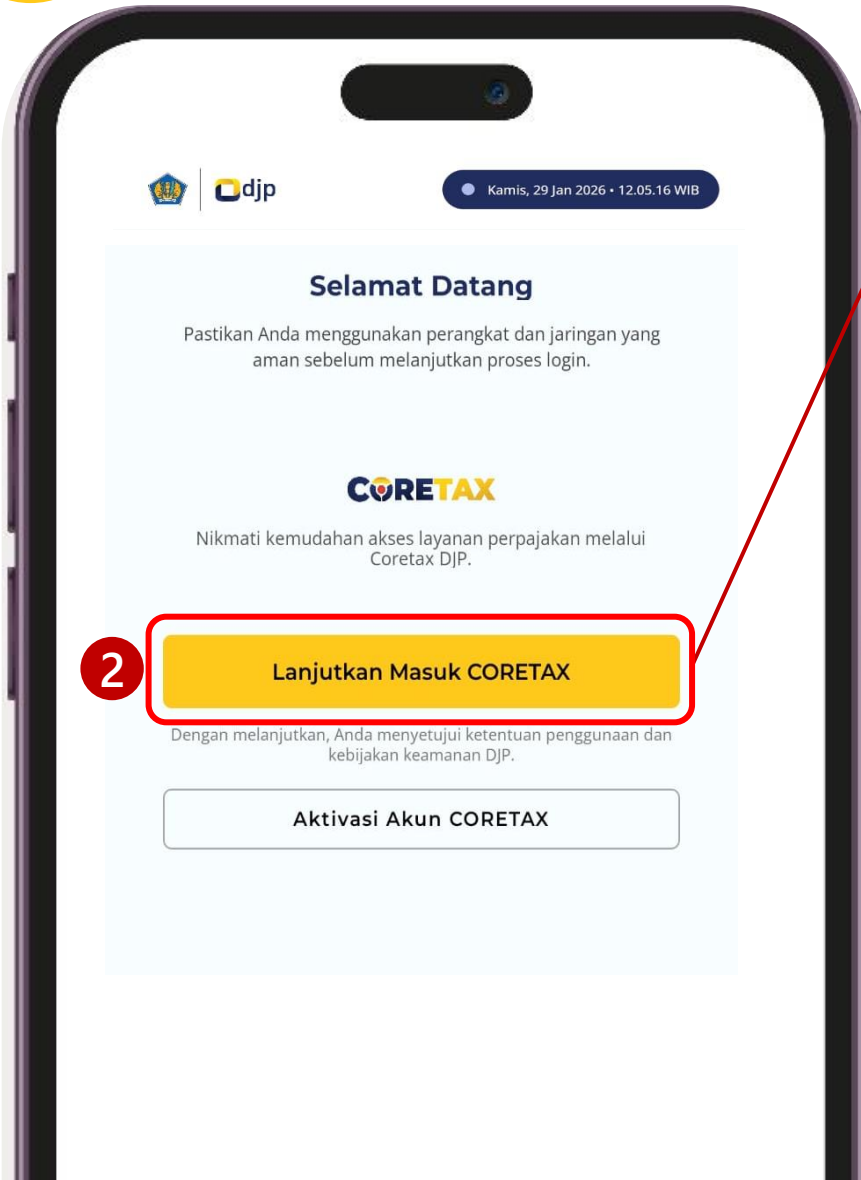 djp
Kamis, 29 Jan 2026 • 12.05.16 WIB
Selamat Datang
Pastikan Anda menggunakan perangkat dan jaringan yang
aman sebelum melanjutkan proses login.
CORETAX
Nikmati kemudahan akses layanan perpajakan melalui
Coretax DJP.
2
Lanjutkan Masuk CORETAX
Dengan melanjutkan, Anda menyetujui ketentuan penggunaan dan
kebijakan keamanan DJP.
Aktivasi Akun CORETAX